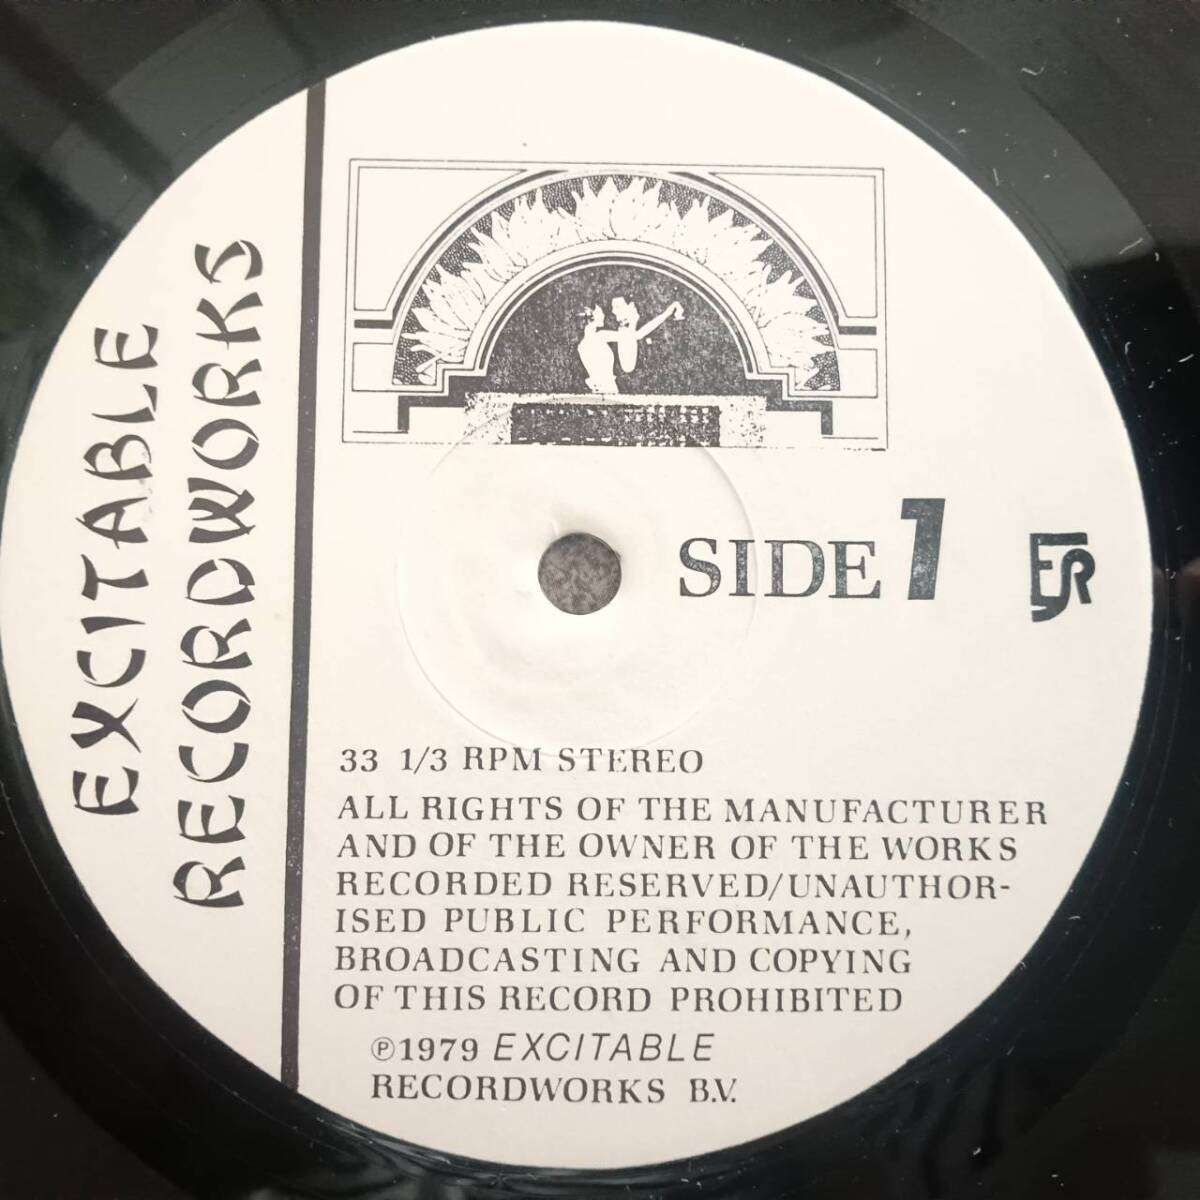 EXCITABLE
RECORDWORKS
SIDE 1
ER
33 1/3 RPM STEREO
ALL RIGHTS OF THE MANUFACTURER
AND OF THE OWNER OF THE WORKS
RECORDED RESERVED/UNAUTHOR-
ISED PUBLIC PERFORMANCE,
BROADCASTING AND COPYING
OF THIS RECORD PROHIBITED
℗1979 EXCITABLE
RECORDWORKS B.V.